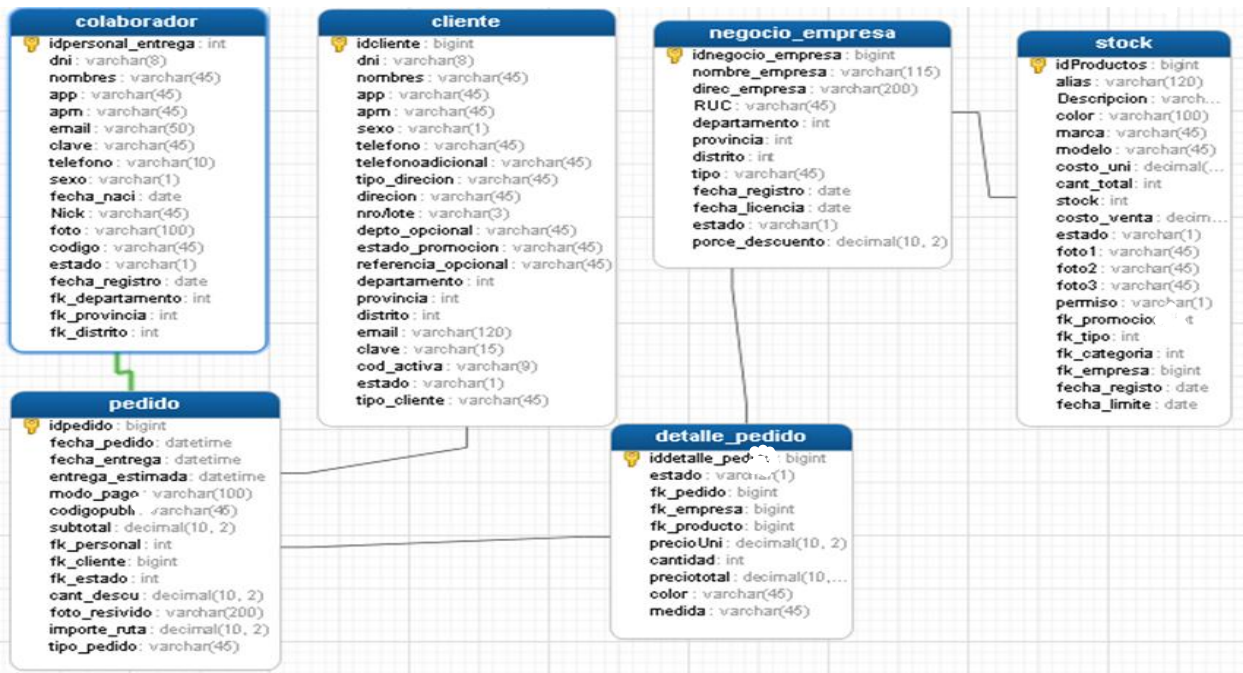 colaborador
idpersonal_entrega : int
dni : varchar(8)
nombres : varchar(45)
app : varchar(45)
apm : varchar(45)
email : varchar(50)
clave : varchar(45)
telefono : varchar(10)
sexo : varchar(1)
fecha_naci : date
Nick : varchar(45)
foto : varchar(100)
codigo : varchar(45)
estado : varchar(1)
fecha_registro : date
fk_departamento : int
fk_provincia : int
fk_distrito : int
cliente
idcliente : bigint
dni : varchar(8)
nombres : varchar(45)
app : varchar(45)
apm : varchar(45)
sexo : varchar(1)
telefono : varchar(45)
telefonoadicional : varchar(45)
tipo_direcion : varchar(45)
direcion : varchar(45)
nro/lote : varchar(3)
depto_opcional : varchar(45)
estado_promocion : varchar(45)
referencia_opcional : varchar(45)
departamento : int
provincia : int
distrito : int
email : varchar(120)
clave : varchar(15)
cod_activa : varchar(9)
estado : varchar(1)
tipo_cliente : varchar(45)
negocio_empresa
idnegocio_empresa : bigint
nombre_empresa : varchar(115)
direc_empresa : varchar(200)
RUC : varchar(45)
departamento : int
provincia : int
distrito : int
tipo : varchar(45)
fecha_registro : date
fecha_licencia : date
estado : varchar(1)
porce_descuento : decimal(10, 2)
stock
idProductos : bigint
alias : varchar(120)
Descripcion : varch...
color : varchar(100)
marca : varchar(45)
modelo : varchar(45)
costo_uni : decimal(...
cant_total : int
stock : int
costo_venta : decim...
estado : varchar(1)
foto1 : varchar(45)
foto2 : varchar(45)
foto3 : varchar(45)
permiso : varchar(1)
fk_promocio
fk_tipo : int
fk_categoria : int
fk_empresa : bigint
fecha_registo : date
fecha_limite : date
pedido
idpedido : bigint
fecha_pedido : datetime
fecha_entrega : datetime
entrega_estimada : datetime
modo_pago : varchar(100)
codigopubli varchar(45)
subtotal : decimal(10, 2)
fk_personal : int
fk_cliente : bigint
fk_estado : int
cant_descu : decimal(10, 2)
foto_resivido : varchar(200)
importe_ruta : decimal(10, 2)
tipo_pedido : varchar(45)
detalle_pedido
: bigint
estado : varchar(1)
fk_pedido : bigint
fk_empresa : bigint
fk_producto : bigint
precioUni : decimal(10, 2)
cantidad : int
preciototal : decimal(10,...
color : varchar(45)
medida : varchar(45)